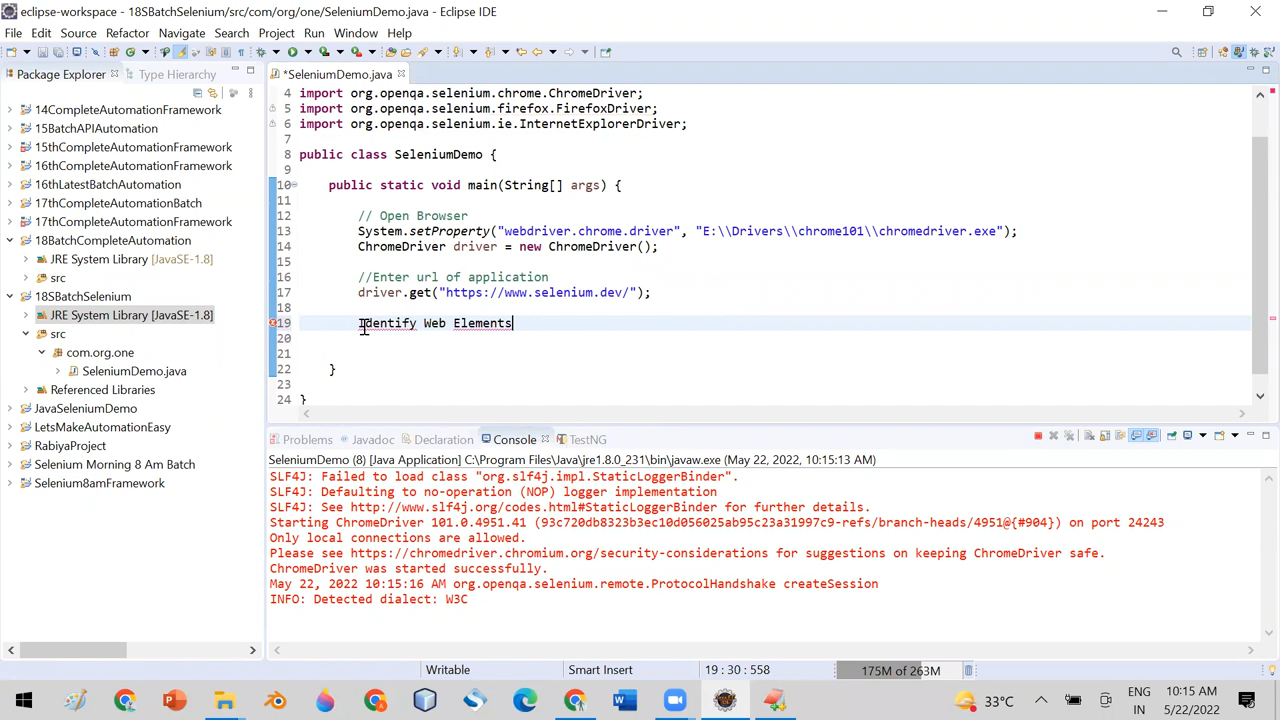 eclipse-workspace - 18SBatchSelenium/src/com/org/one/SeleniumDemo.java - Eclipse IDE
File Edit Source Refactor Navigate Search Project Run Window Help
Package Explorer Type Hierarchy
*SeleniumDemo.java
14CompleteAutomationFramework
15BatchAPIAutomation
15thCompleteAutomationFramework
16thCompleteAutomationFramework
16thLatestBatchAutomation
17thCompleteAutomationBatch
17thCompleteAutomationFramework
18BatchCompleteAutomation
JRE System Library [JavaSE-1.8]
src
18SBatchSelenium
JRE System Library [JavaSE-1.8]
src
com.org.one
SeleniumDemo.java
Referenced Libraries
JavaSeleniumDemo
LetsMakeAutomationEasy
RabiyaProject
Selenium Morning 8 Am Batch
Selenium8amFramework
4 import org.openqa.selenium.chrome.ChromeDriver;
5 import org.openqa.selenium.firefox.FirefoxDriver;
6 import org.openqa.selenium.ie.InternetExplorerDriver;
7
8 public class SeleniumDemo {
9
10 public static void main(String[] args) {
11
12 // Open Browser
13 System.setProperty("webdriver.chrome.driver", "E:\\Drivers\\chrome101\\chromedriver.exe");
14 ChromeDriver driver = new ChromeDriver();
15
16 //Enter url of application
17 driver.get("https://www.selenium.dev/");
18
19 Identify Web Elements
20
21
22 }
23
24 }
Problems Javadoc Declaration Console TestNG
SeleniumDemo (8) [Java Application] C:\Program Files\Java\jre1.8.0_231\bin\javaw.exe (May 22, 2022, 10:15:13 AM)
SLF4J: Failed to load class "org.slf4j.impl.StaticLoggerBinder".
SLF4J: Defaulting to no-operation (NOP) logger implementation
SLF4J: See http://www.slf4j.org/codes.html#StaticLoggerBinder for further details.
Starting ChromeDriver 101.0.4951.41 (93c720db8323b3ec10d056025ab95c23a31997c9-refs/branch-heads/4951@{#904}) on port 24243
Only local connections are allowed.
Please see https://chromedriver.chromium.org/security-considerations for suggestions on keeping ChromeDriver safe.
ChromeDriver was started successfully.
May 22, 2022 10:15:16 AM org.openqa.selenium.remote.ProtocolHandshake createSession
INFO: Detected dialect: W3C
Writable Smart Insert 19 : 30 : 558 175M of 263M
33°C ENG IN 10:15 AM 5/22/2022